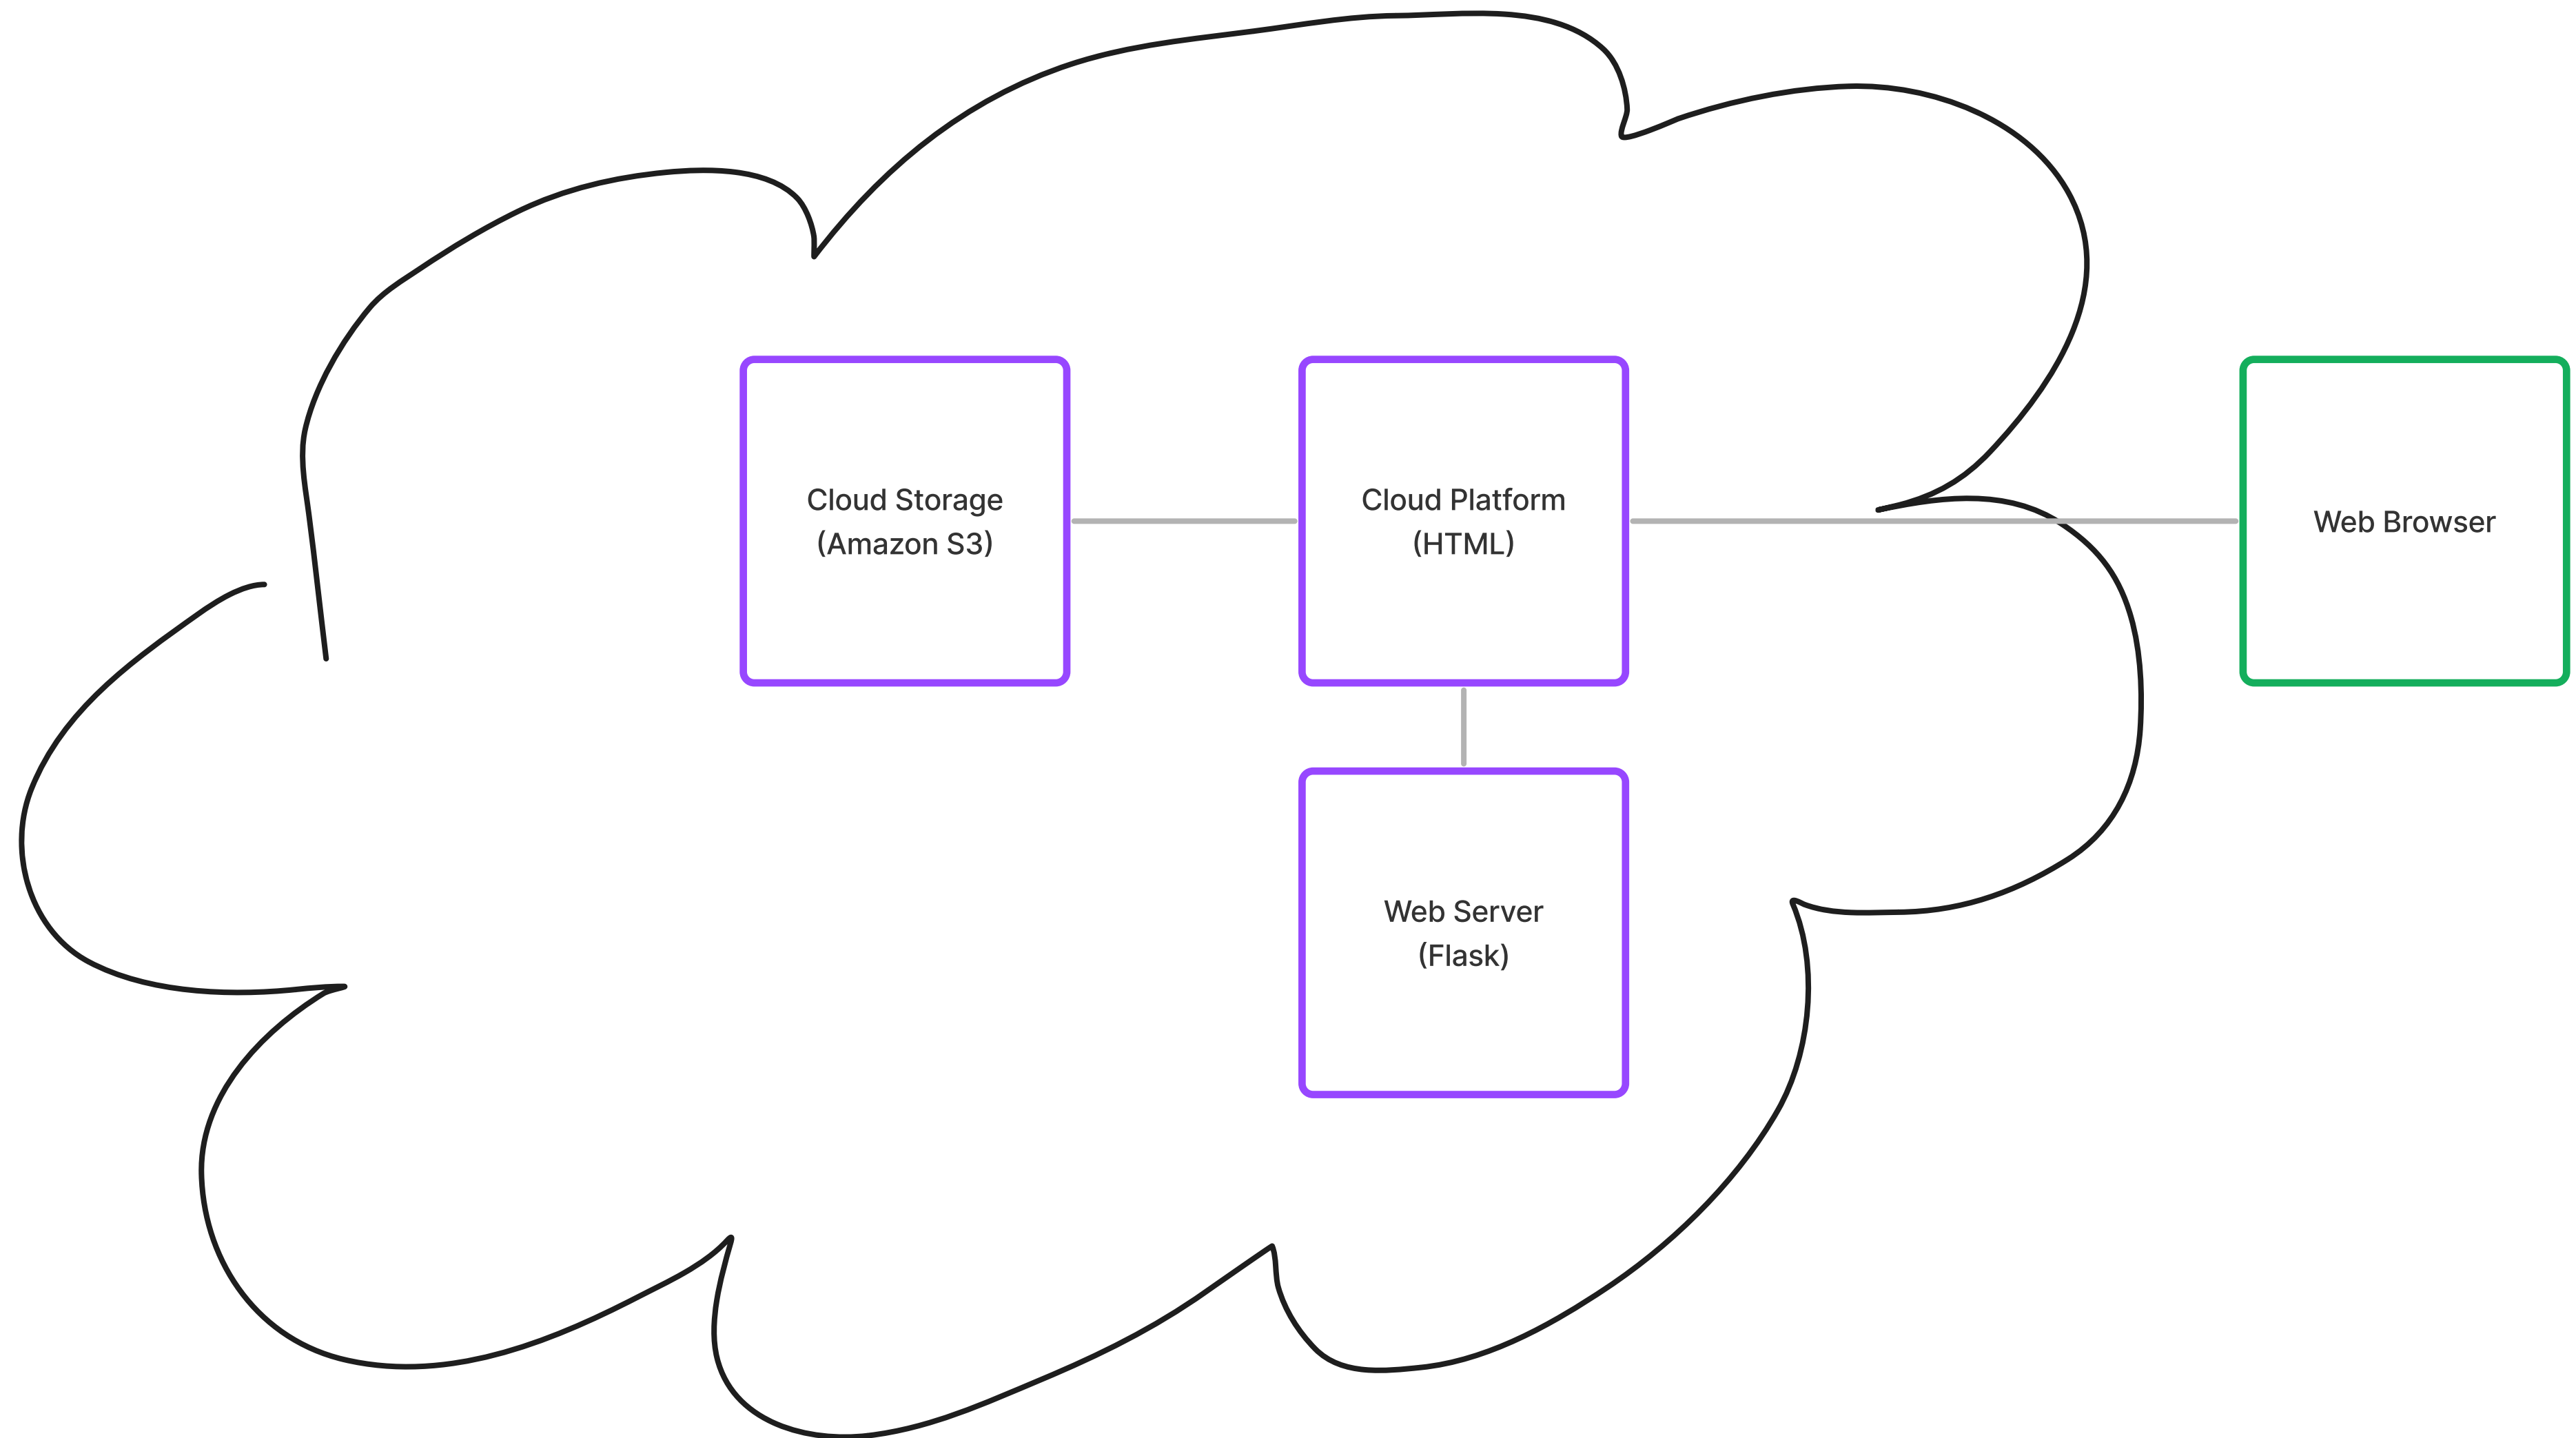 Cloud Storage
(Amazon S3)
Cloud Platform
(HTML)
Web Browser
Web Server
(Flask)